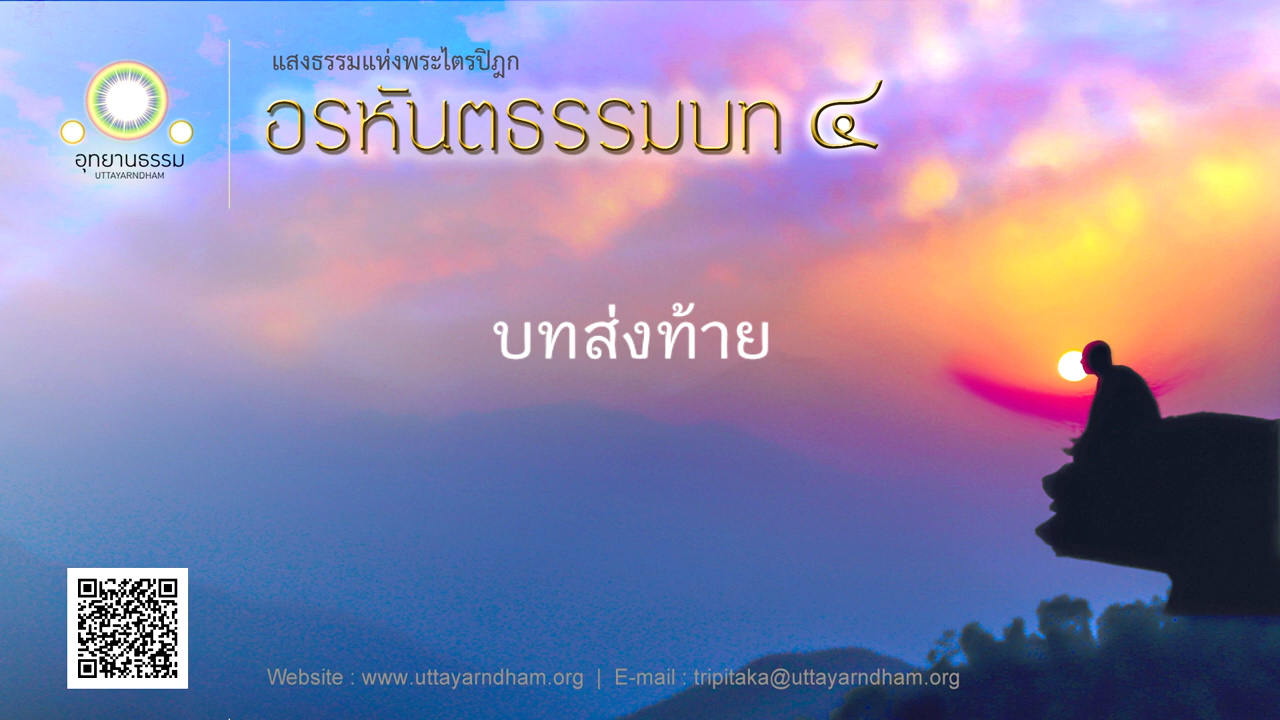 แสงธรรมแห่งพระไตรปิฎก
อรหันตธรรมบท ๔
อุทยานธรรม
UTTAYARNDHAM
บทส่งท้าย
Website : www.uttayarndham.org | E-mail : tripitaka@uttayarndham.org